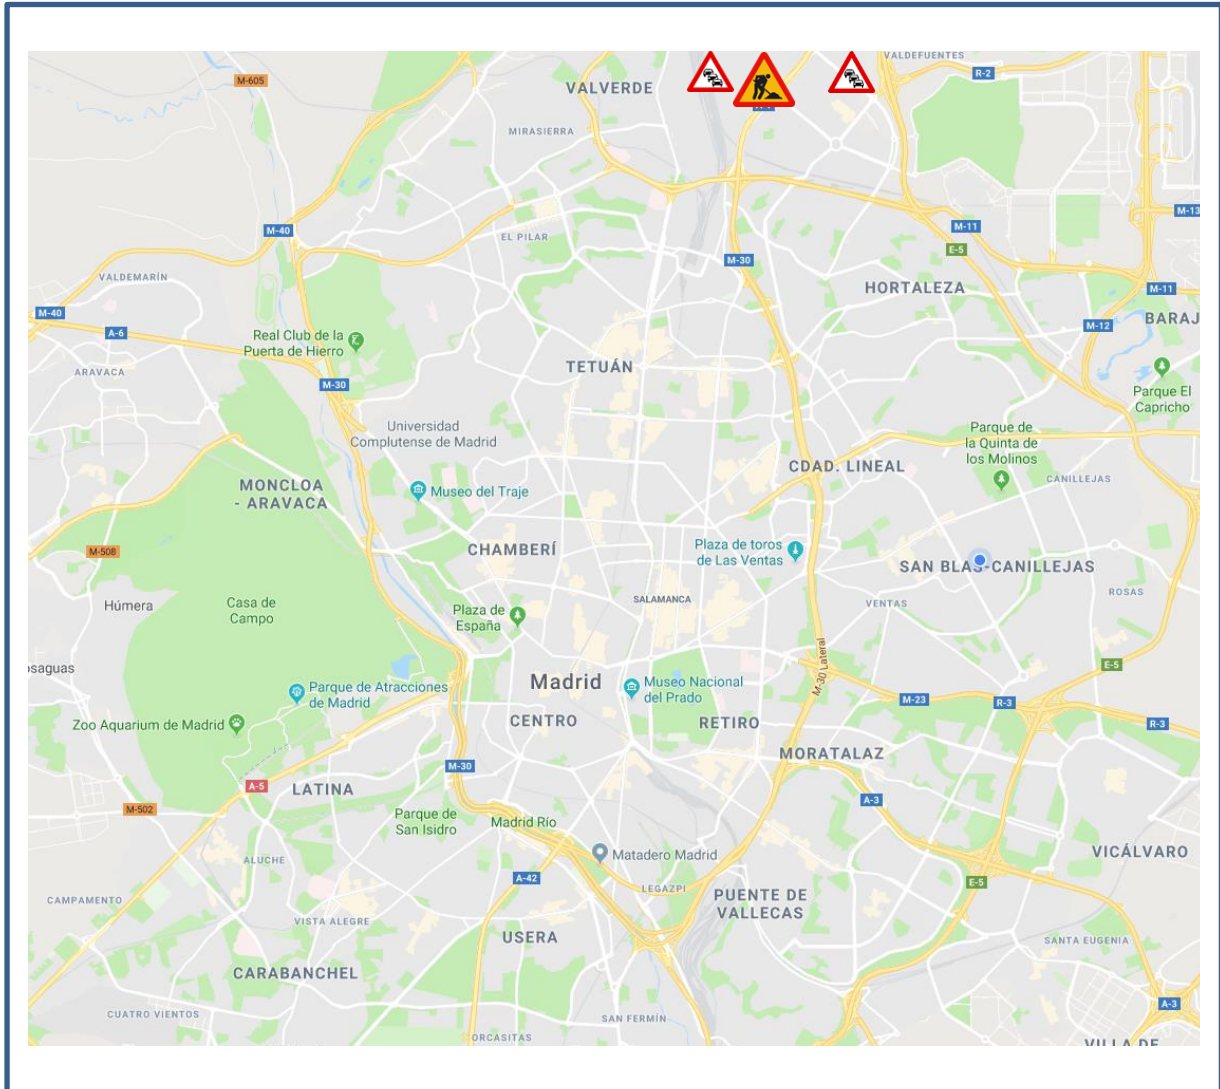 VALDEFUENTES
M-605
R-2
VALVERDE
MIRASIERRA
M-40
EL PILAR
M-13
M-11
E-5
M-30
VALDEMARÍN
HORTALEZA
M-11
M-40
A-6
M-12
BARAJ
Real Club de la
Puerta de Hierro
TETUÁN
ARAVACA
M-30
Parque El
Capricho
Universidad
Complutense de Madrid
Parque de
la Quinta de
los Molinos
CDAD. LINEAL
CANILLEJAS
MONCLOA
- ARAVACA
Museo del Traje
M-508
CHAMBERÍ
Plaza de toros
de Las Ventas
SAN BLAS-CANILLEJAS
Húmera
Casa de
Campo
Plaza de
España
SALAMANCA
VENTAS
ROSAS
osaguas
E-5
M-30 Lateral
Parque de Atracciones
de Madrid
Madrid
Museo Nacional
del Prado
M-23
R-3
R-3
Zoo Aquarium de Madrid
CENTRO
RETIRO
MORATALAZ
M-30
A-5
LATINA
A-3
M-502
Parque de
San Isidro
Madrid Río
Matadero Madrid
VICÁLVARO
ALUCHE
A-42
LEGAZPI
E-5
CAMPAMENTO
PUENTE DE
VALLECAS
VISTA ALEGRE
USERA
SANTA EUGENIA
CARABANCHEL
A-3
CUATRO VIENTOS
SAN FERMÍN
ORCASITAS
VILLA DE